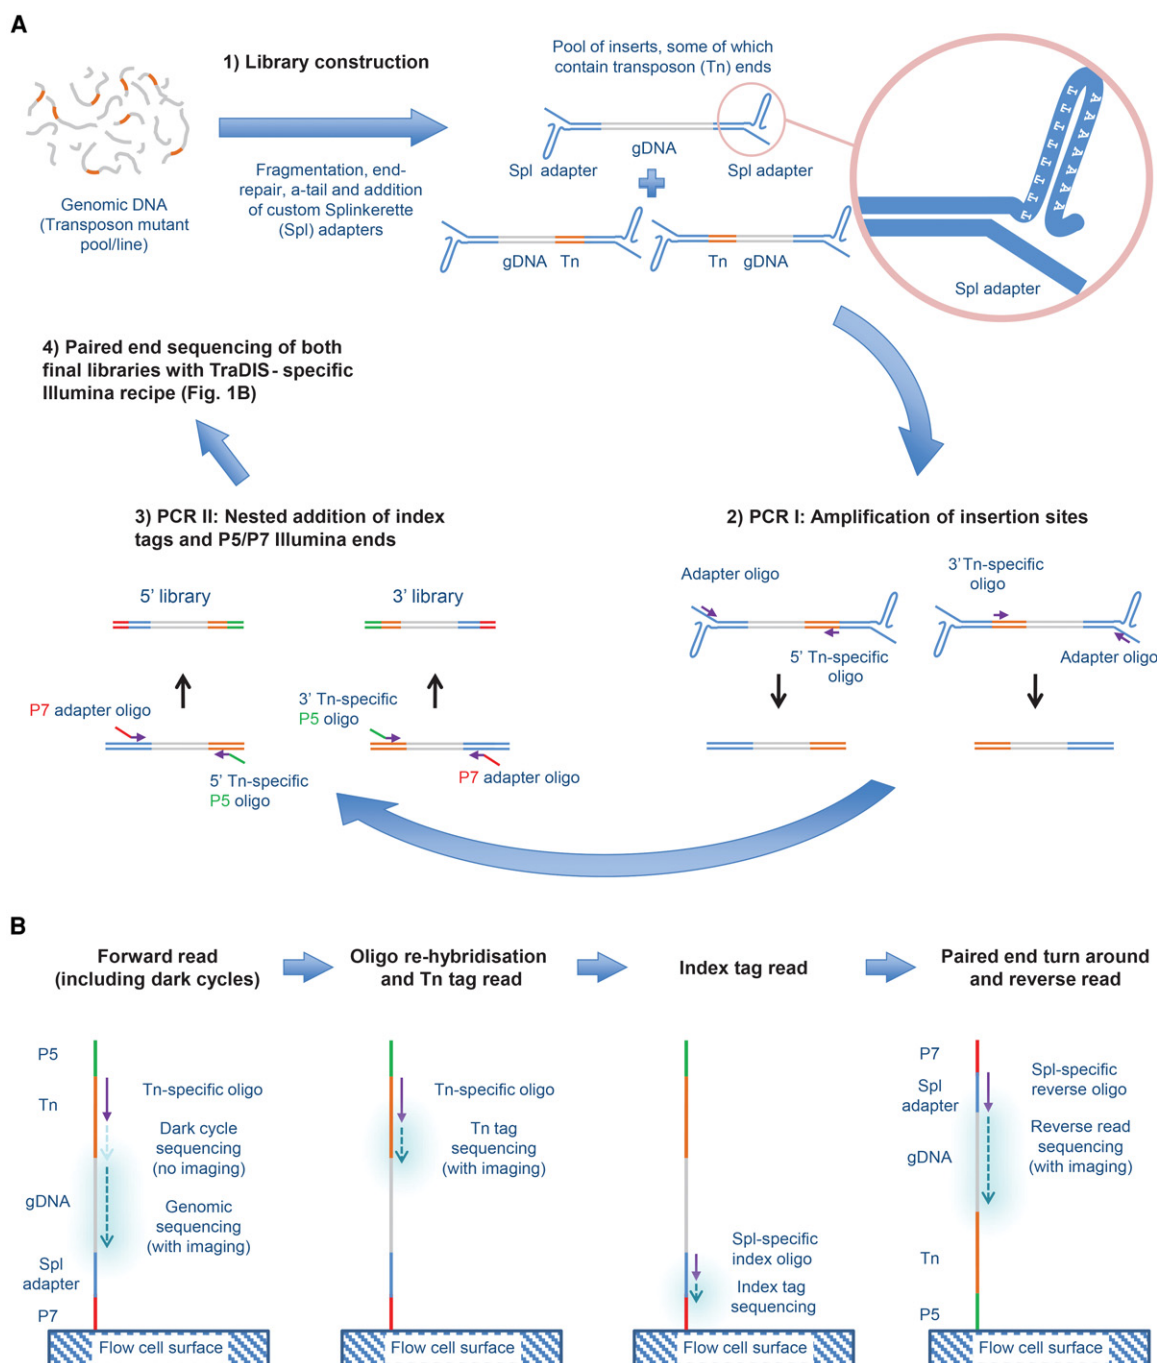 A
1) Library construction
Genomic DNA
(Transposon mutant
pool/line)
Fragmentation, end-
repair, a-tail and addition
of custom Splinkerette
(Spl) adapters
Pool of inserts, some of which
contain transposon (Tn) ends
gDNA
Spl adapter
Spl adapter
gDNA Tn
Tn gDNA
T T T T T T T
A A A A A A A
Spl adapter
4) Paired end sequencing of both
final libraries with TraDIS-specific
Illumina recipe (Fig. 1B)
3) PCR II: Nested addition of index
tags and P5/P7 Illumina ends
5’ library
3’ library
P7 adapter oligo
3’ Tn-specific
P5 oligo
5’ Tn-specific
P5 oligo
P7 adapter oligo
2) PCR I: Amplification of insertion sites
Adapter oligo
3’Tn-specific
oligo
5’ Tn-specific
oligo
Adapter oligo
B
Forward read
(including dark cycles)
Oligo re-hybridisation
and Tn tag read
Index tag read
Paired end turn around
and reverse read
P5
Tn
gDNA
Spl
adapter
P7
Tn-specific oligo
Dark cycle
sequencing
(no imaging)
Genomic
sequencing
(with imaging)
Flow cell surface
Tn-specific oligo
Tn tag
sequencing
(with imaging)
Flow cell surface
Spl-specific
index oligo
Index tag
sequencing
Flow cell surface
P7
Spl
adapter
gDNA
Tn
P5
Spl-specific
reverse oligo
Reverse read
sequencing
(with imaging)
Flow cell surface